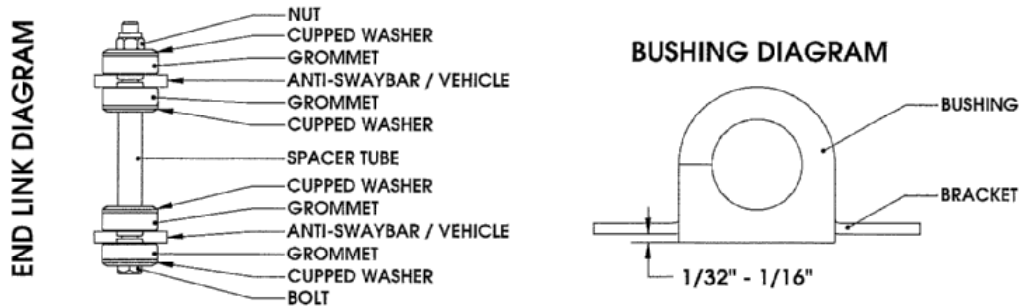 END LINK DIAGRAM
NUT
CUPPED WASHER
GROMMET
ANTI-SWAYBAR / VEHICLE
GROMMET
CUPPED WASHER
SPACER TUBE
CUPPED WASHER
GROMMET
ANTI-SWAYBAR / VEHICLE
GROMMET
CUPPED WASHER
BOLT
BUSHING DIAGRAM
BUSHING
BRACKET
1/32" - 1/16"